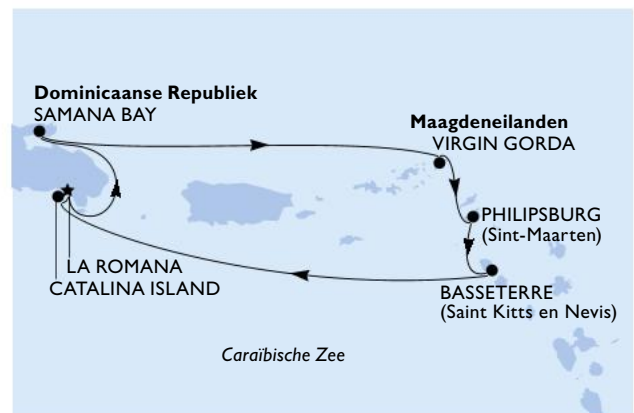 Dominicaanse Republiek
SAMANA BAY
Maagdeneilanden
VIRGIN GORDA
PHILIPSBURG
(Sint-Maarten)
LA ROMANA
CATALINA ISLAND
BASSETERRE
(Saint Kitts en Nevis)
Caraïbische Zee